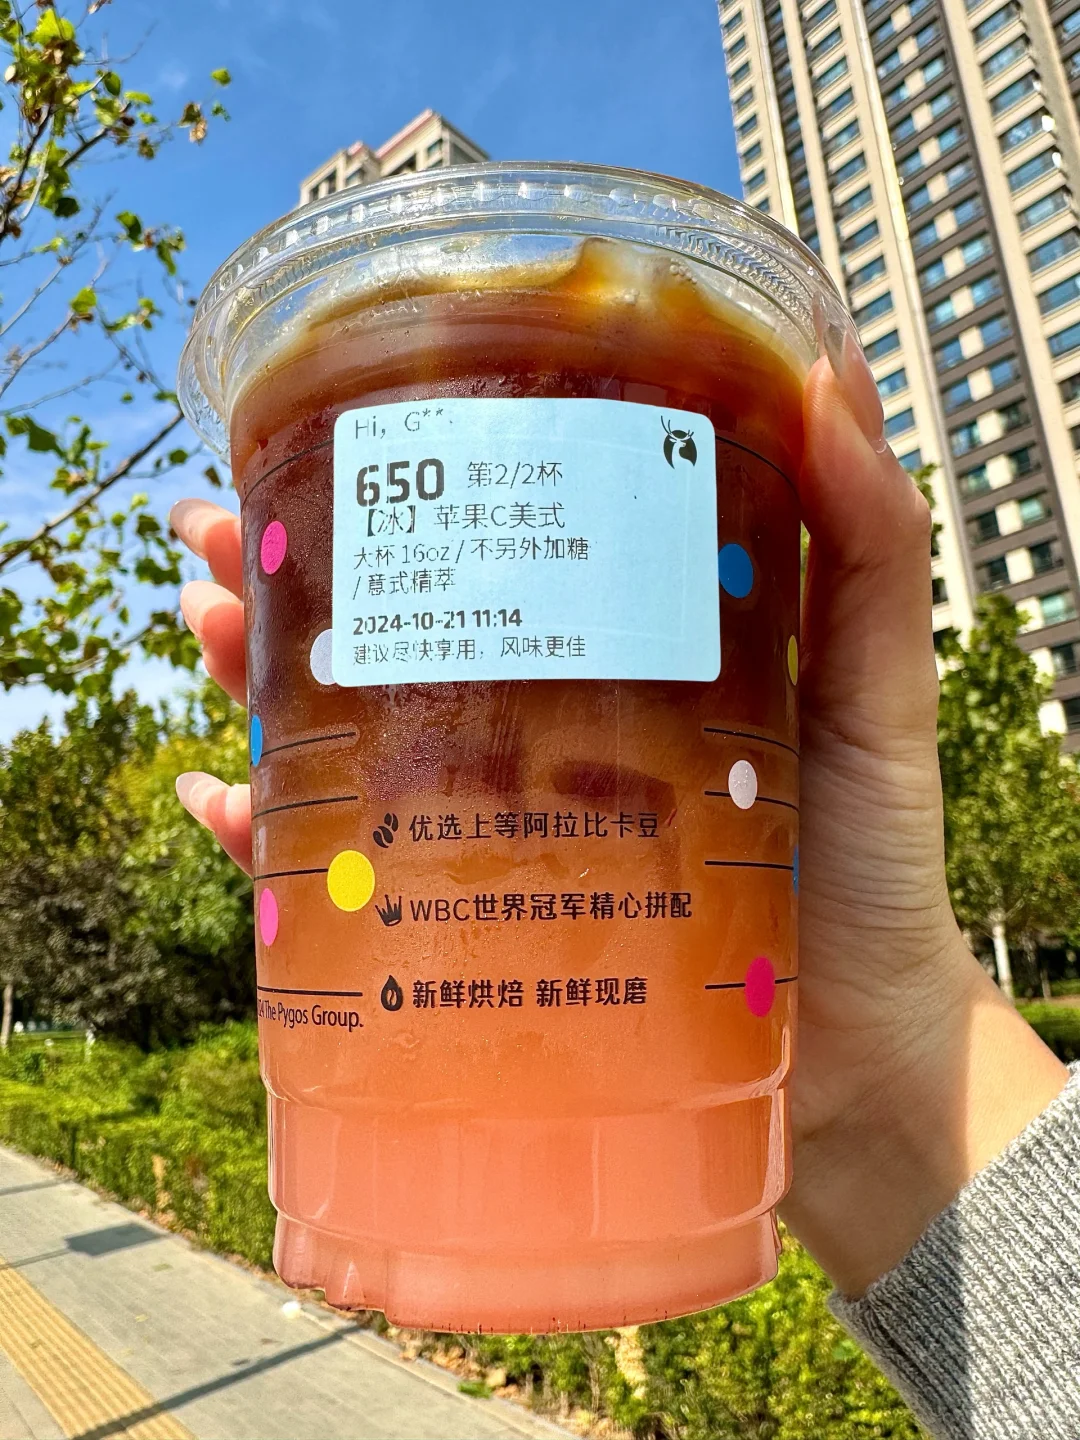 Hi, G**
650 第2/2杯
【冰】苹果C美式
大杯 16oz / 不另外加糖
/ 意式精萃
2024-10-21 11:14
建议尽快享用，风味更佳
优选上等阿拉比卡豆
WBC世界冠军精心拼配
新鲜烘焙 新鲜现磨
The Pygos Group.